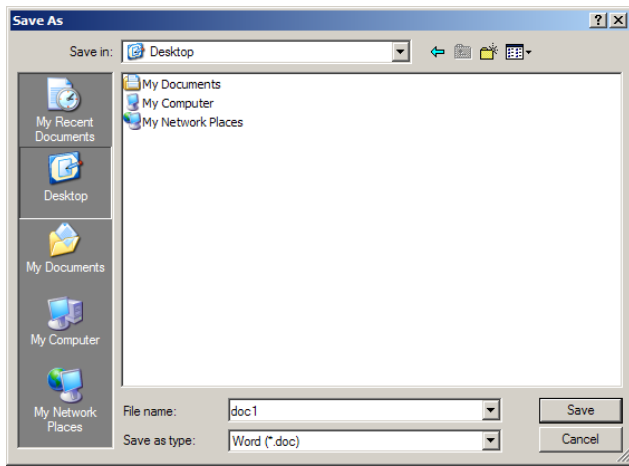 Save As
Save in: Desktop
My Recent
Documents
Desktop
My Documents
My Computer
My Network
Places
My Documents
My Computer
My Network Places
File name: doc1 Save
Save as type: Word (*.doc) Cancel